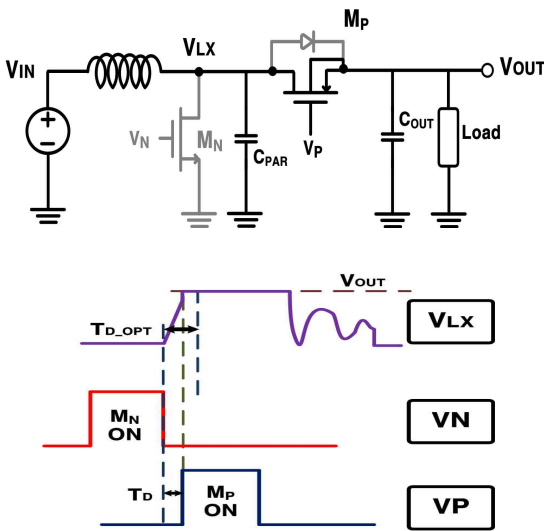 MP
VLX
VIN
VOUT
VN
MN
CPAR
VP
COUT
Load
VOUT
TD_OPT
VLX
MN
ON
VN
TD
MP
ON
VP